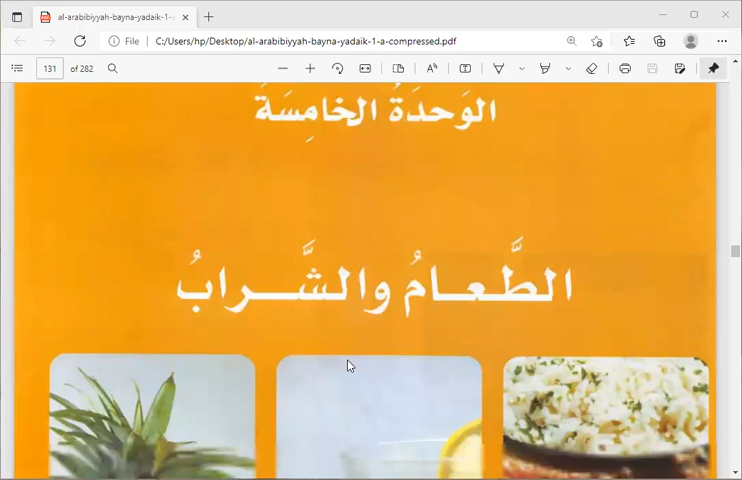 al-arabibiyyah-bayna-yadaik-1-a-
File
C:/Users/hp/Desktop/al-arabibiyyah-bayna-yadaik-1-a-compressed.pdf
131 of 282
الوَحدَةُ الخامِسَةَ
الطَّعامُ والشَّرابُ